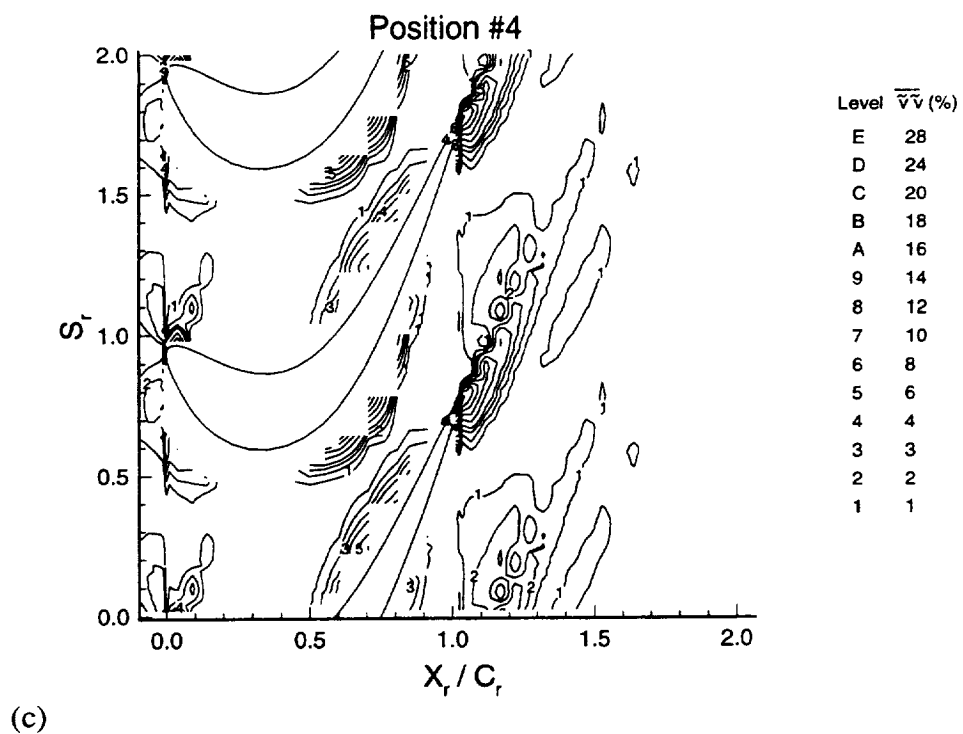 Position #4
2.0
1.5
1.0
0.5
0.0
S_r
0.0 0.5 1.0 1.5 2.0
X_r / C_r
Level ṽṽ (%)
E 28
D 24
C 20
B 18
A 16
9 14
8 12
7 10
6 8
5 6
4 4
3 3
2 2
1 1
(c)